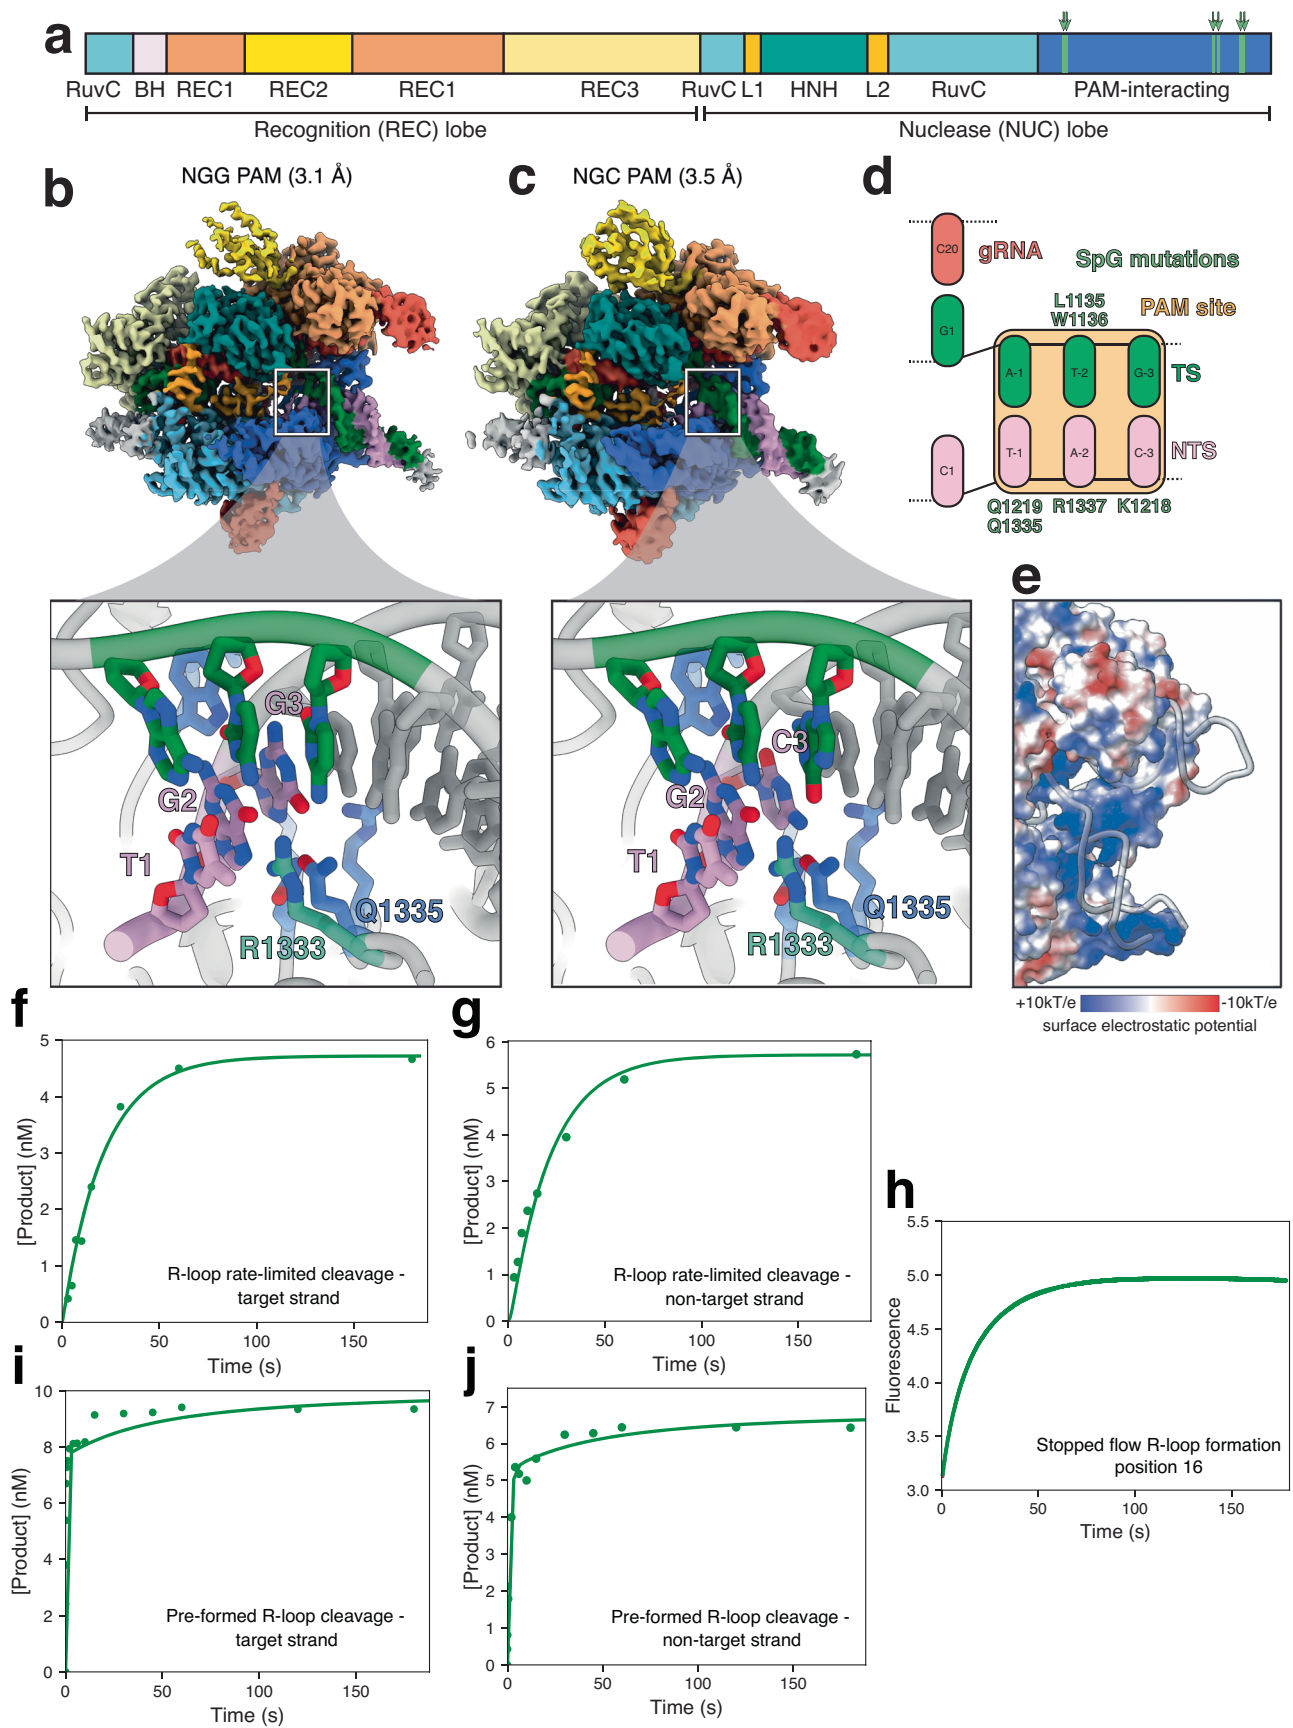 a
RuvC BH REC1 REC2 REC1 REC3 RuvC L1 HNH L2 RuvC PAM-interacting
Recognition (REC) lobe Nuclease (NUC) lobe
b NGG PAM (3.1 Å)
c NGC PAM (3.5 Å)
d
C20 gRNA
SpG mutations
G1
L1135
W1136
PAM site
A-1 T-2 G-3 TS
C1
T-1 A-2 C-3 NTS
Q1219 R1337 K1218
Q1335
G3
G2
T1
Q1335
R1333
C3
G2
T1
Q1335
R1333
e
+10kT/e -10kT/e
surface electrostatic potential
f
[Product] (nM)
5
4
3
2
1
0
0 50 100 150
Time (s)
R-loop rate-limited cleavage -
target strand
g
[Product] (nM)
6
5
4
3
2
1
0
0 50 100 150
Time (s)
R-loop rate-limited cleavage -
non-target strand
h
Fluorescence
5.5
5.0
4.5
4.0
3.5
3.0
0 50 100 150
Time (s)
Stopped flow R-loop formation
position 16
i
[Product] (nM)
10
8
6
4
2
0
0 50 100 150
Time (s)
Pre-formed R-loop cleavage -
target strand
j
[Product] (nM)
7
6
5
4
3
2
1
0
0 50 100 150
Time (s)
Pre-formed R-loop cleavage -
non-target strand